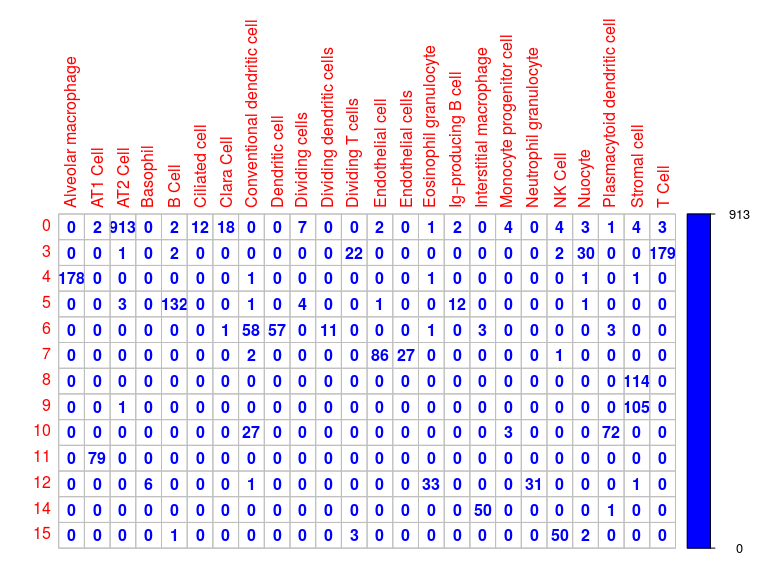 Alveolar macrophage
AT1 Cell
AT2 Cell
Basophil
B Cell
Ciliated cell
Clara Cell
Conventional dendritic cell
Dendritic cell
Dividing cells
Dividing dendritic cells
Dividing T cells
Endothelial cell
Endothelial cells
Eosinophil granulocyte
Ig-producing B cell
Interstitial macrophage
Monocyte progenitor cell
Neutrophil granulocyte
NK Cell
Nuocyte
Plasmacytoid dendritic cell
Stromal cell
T Cell
0 0 2 913 0 2 12 18 0 0 7 0 0 2 0 1 2 0 4 0 4 3 1 4 3
3 0 0 1 0 2 0 0 0 0 0 0 22 0 0 0 0 0 0 0 2 30 0 0 179
4 178 0 0 0 0 0 0 1 0 0 0 0 0 0 1 0 0 0 0 0 1 0 1 0
5 0 0 3 0 132 0 0 1 0 4 0 0 1 0 0 12 0 0 0 0 1 0 0 0
6 0 0 0 0 0 0 1 58 57 0 11 0 0 0 1 0 3 0 0 0 0 3 0 0
7 0 0 0 0 0 0 0 2 0 0 0 0 86 27 0 0 0 0 0 1 0 0 0 0
8 0 0 0 0 0 0 0 0 0 0 0 0 0 0 0 0 0 0 0 0 0 0 114 0
9 0 0 1 0 0 0 0 0 0 0 0 0 0 0 0 0 0 0 0 0 0 0 105 0
10 0 0 0 0 0 0 0 27 0 0 0 0 0 0 0 0 0 3 0 0 0 72 0 0
11 0 79 0 0 0 0 0 0 0 0 0 0 0 0 0 0 0 0 0 0 0 0 0 0
12 0 0 0 6 0 0 0 1 0 0 0 0 0 0 33 0 0 0 31 0 0 0 1 0
14 0 0 0 0 0 0 0 0 0 0 0 0 0 0 0 0 50 0 0 0 0 1 0 0
15 0 0 0 0 1 0 0 0 0 0 0 3 0 0 0 0 0 0 0 50 2 0 0 0
913
0